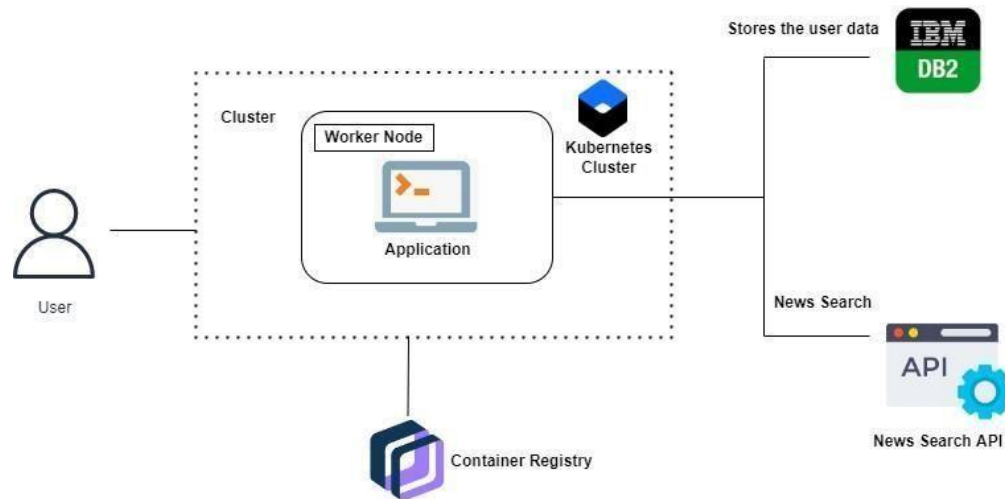 Stores the user data
IBM
DB2
Cluster
Worker Node
Kubernetes
Cluster
Application
User
News Search
API
News Search API
Container Registry